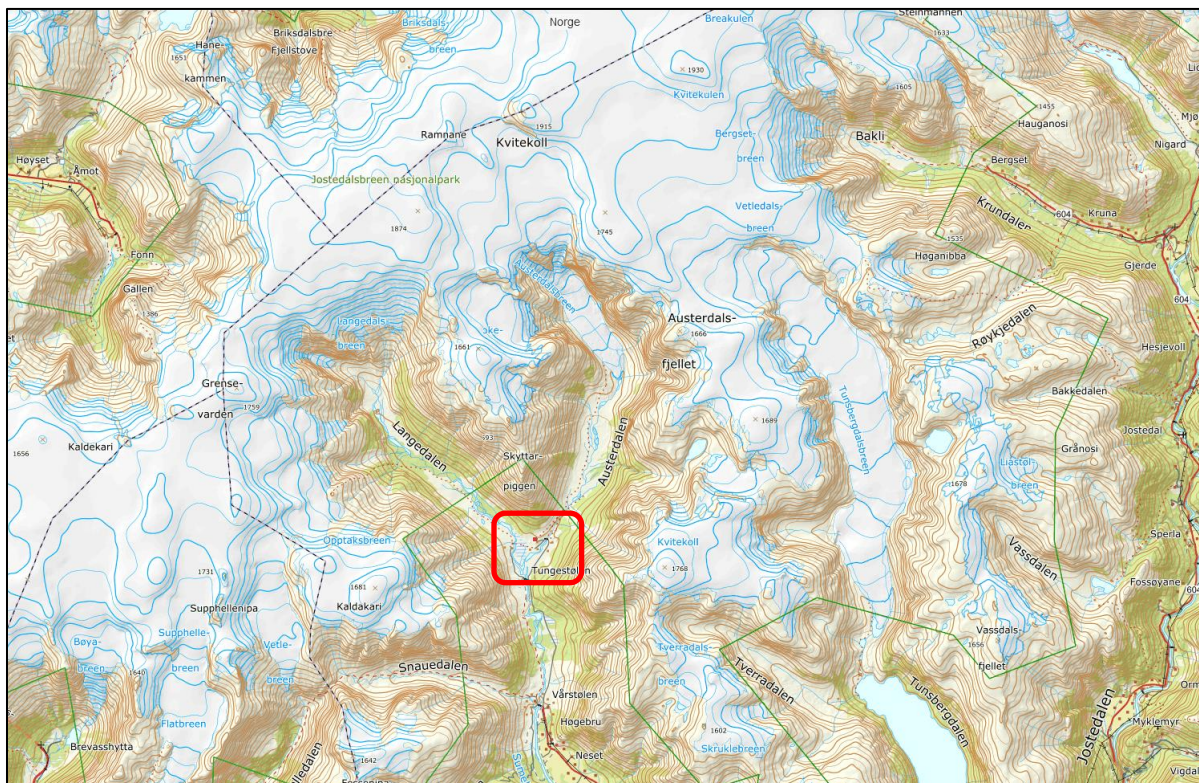 Briksdals-
breen
Norge
Breakulen
Steinmannen
1633
Hane-
kammen
1651
Briksdalsbre
Fjellstove
1930
Kvitekulen
1605
1455
Hauganosi
Ramnane
1915
Kvitekoll
Bergset-
breen
Bakli
Bergset
Nigard
Høyset
Åmot
Jostedalsbreen nasjonalpark
Krundalen
604
Kruna
Vetledals-
breen
1874
1745
1535
Høganibba
Gjerde
Fonn
Gallen
1386
Austerdalsbreen
604
Langedals-
breen
1661
Austerdals-
1666
fjellet
Røykjedalen
Hesjevoll
Grense-
varden
1759
Bakkedalen
Tunsbergdalsbreen
1689
Jostedal
Kaldekari
1656
Langedalen
Skyttar-
piggen
Austerdalen
Grånosi
Liastøl-
breen
1678
Opptaksbreen
Kvitekoll
1768
Sperla
Vassdalen
Tungestølen
1731
Supphellenipa
1681
Kaldakari
Fossøyane
604
Bøya-
breen
Supphelle-
breen
Vetle-
breen
1640
Snauedalen
Tverradals-
breen
Tverradalen
Vassdals-
1656
fjellet
Tunsbergdalen
Flatbreen
Vårstølen
Høgebru
Neset
1602
Skruklebreen
Jostedalen
Myklemyr
Brevasshytta
1642